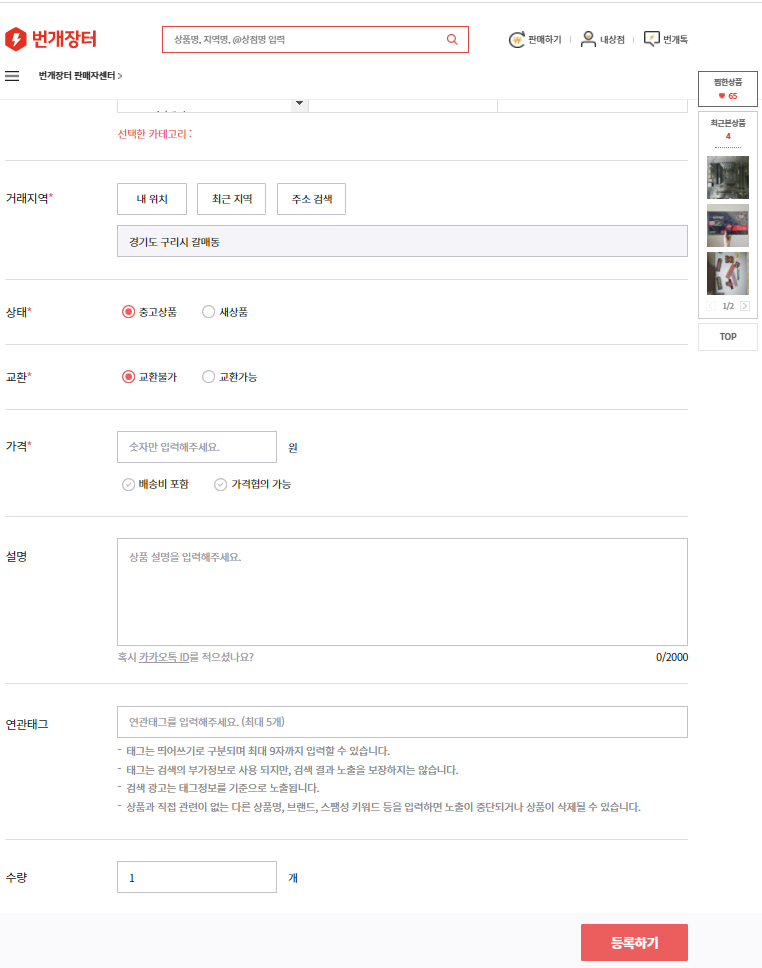 번개장터
상품명, 지역명, @상점명 입력
판매하기
내상점
번개톡
번개장터 판매자센터
찜한상품
65
최근본상품
4
선택한 카테고리 :
거래지역*
내 위치
최근 지역
주소 검색
경기도 구리시 갈매동
1/2
TOP
상태*
중고상품
새상품
교환*
교환불가
교환가능
가격*
숫자만 입력해주세요.
원
배송비 포함
가격협의 가능
설명
상품 설명을 입력해주세요.
혹시 카카오톡 ID를 적으셨나요?
0/2000
연관태그
연관태그를 입력해주세요. (최대 5개)
- 태그는 띄어쓰기로 구분되며 최대 9자까지 입력할 수 있습니다.
- 태그는 검색의 부가정보로 사용 되지만, 검색 결과 노출을 보장하지는 않습니다.
- 검색 광고는 태그정보를 기준으로 노출됩니다.
- 상품과 직접 관련이 없는 다른 상품명, 브랜드, 스팸성 키워드 등을 입력하면 노출이 중단되거나 상품이 삭제될 수 있습니다.
수량
1
개
등록하기